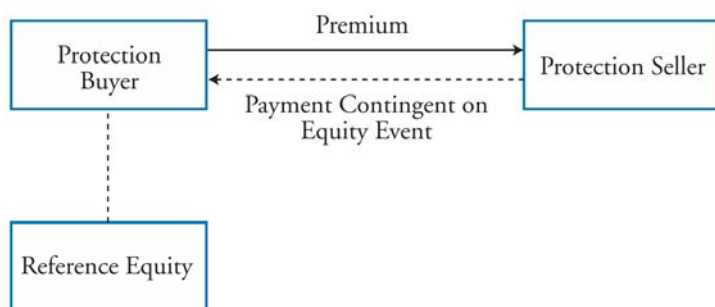 Premium
Protection
Buyer
Protection Seller
Payment Contingent on
Equity Event
Reference Equity